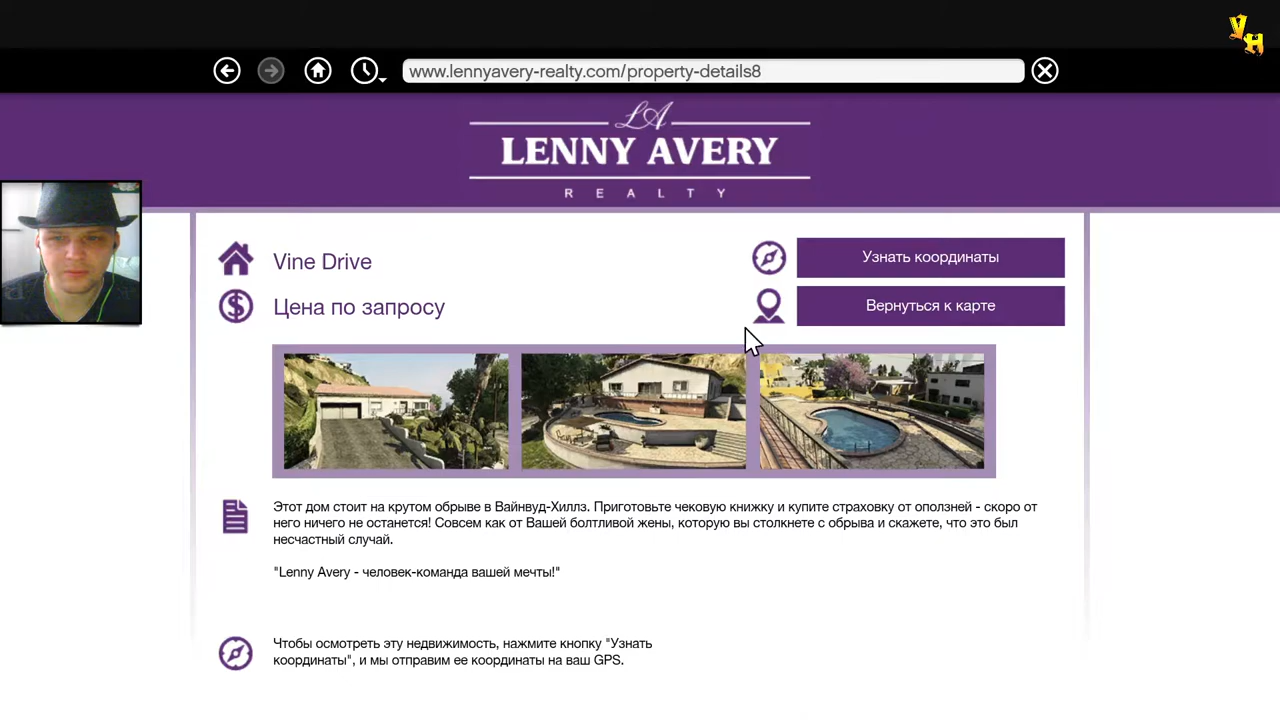 УН
www.lennyavery-realty.com/property-details8
LA
LENNY AVERY
REALTY
Vine Drive
Узнать координаты
Цена по запросу
Вернуться к карте
Этот дом стоит на крутом обрыве в Вайнвуд-Хиллз. Приготовьте чековую книжку и купите страховку от оползней - скоро от
него ничего не останется! Совсем как от Вашей болтливой жены, которую вы столкнете с обрыва и скажете, что это был
несчастный случай.
"Lenny Avery - человек-команда вашей мечты!"
Чтобы осмотреть эту недвижимость, нажмите кнопку "Узнать
координаты", и мы отправим ее координаты на ваш GPS.